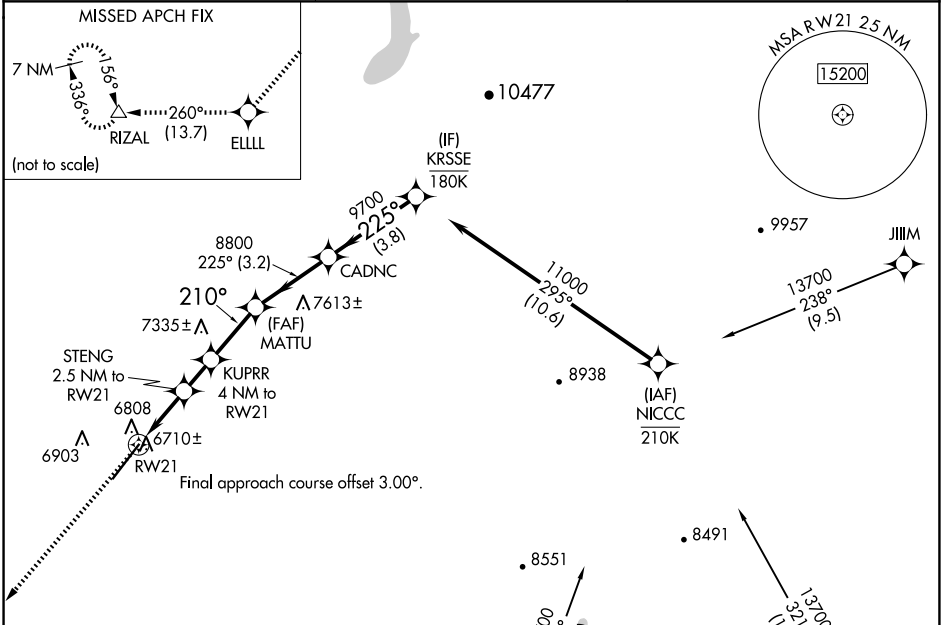 MISSED APCH FIX
7 NM
156°
336°
RIZAL
260°
(13.7)
ELLLL
(not to scale)
10477
(IF)
KRSSE
180K
MSA RW21 25 NM
15200
9957
JIIIM
13700
238°
(9.5)
9700
225°
(3.8)
CADNC
8800
225° (3.2)
210°
7613±
(FAF)
MATTU
7335±
11000
295°
(10.6)
STENG
2.5 NM to
RW21
KUPRR
4 NM to
RW21
8938
(IAF)
NICCC
210K
6808
6710±
6903
RW21
Final approach course offset 3.00°.
8491
8551
13700